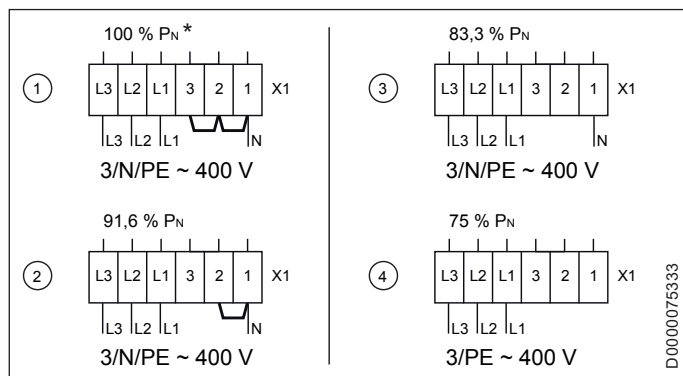 100 % PN *
1
L3 L2 L1 3 2 1 X1
L3 L2 L1 N
3/N/PE ~ 400 V
91,6 % PN
2
L3 L2 L1 3 2 1 X1
L3 L2 L1 N
3/N/PE ~ 400 V
83,3 % PN
3
L3 L2 L1 3 2 1 X1
L3 L2 L1 N
3/N/PE ~ 400 V
75 % PN
4
L3 L2 L1 3 2 1 X1
L3 L2 L1
3/PE ~ 400 V
D0000075333